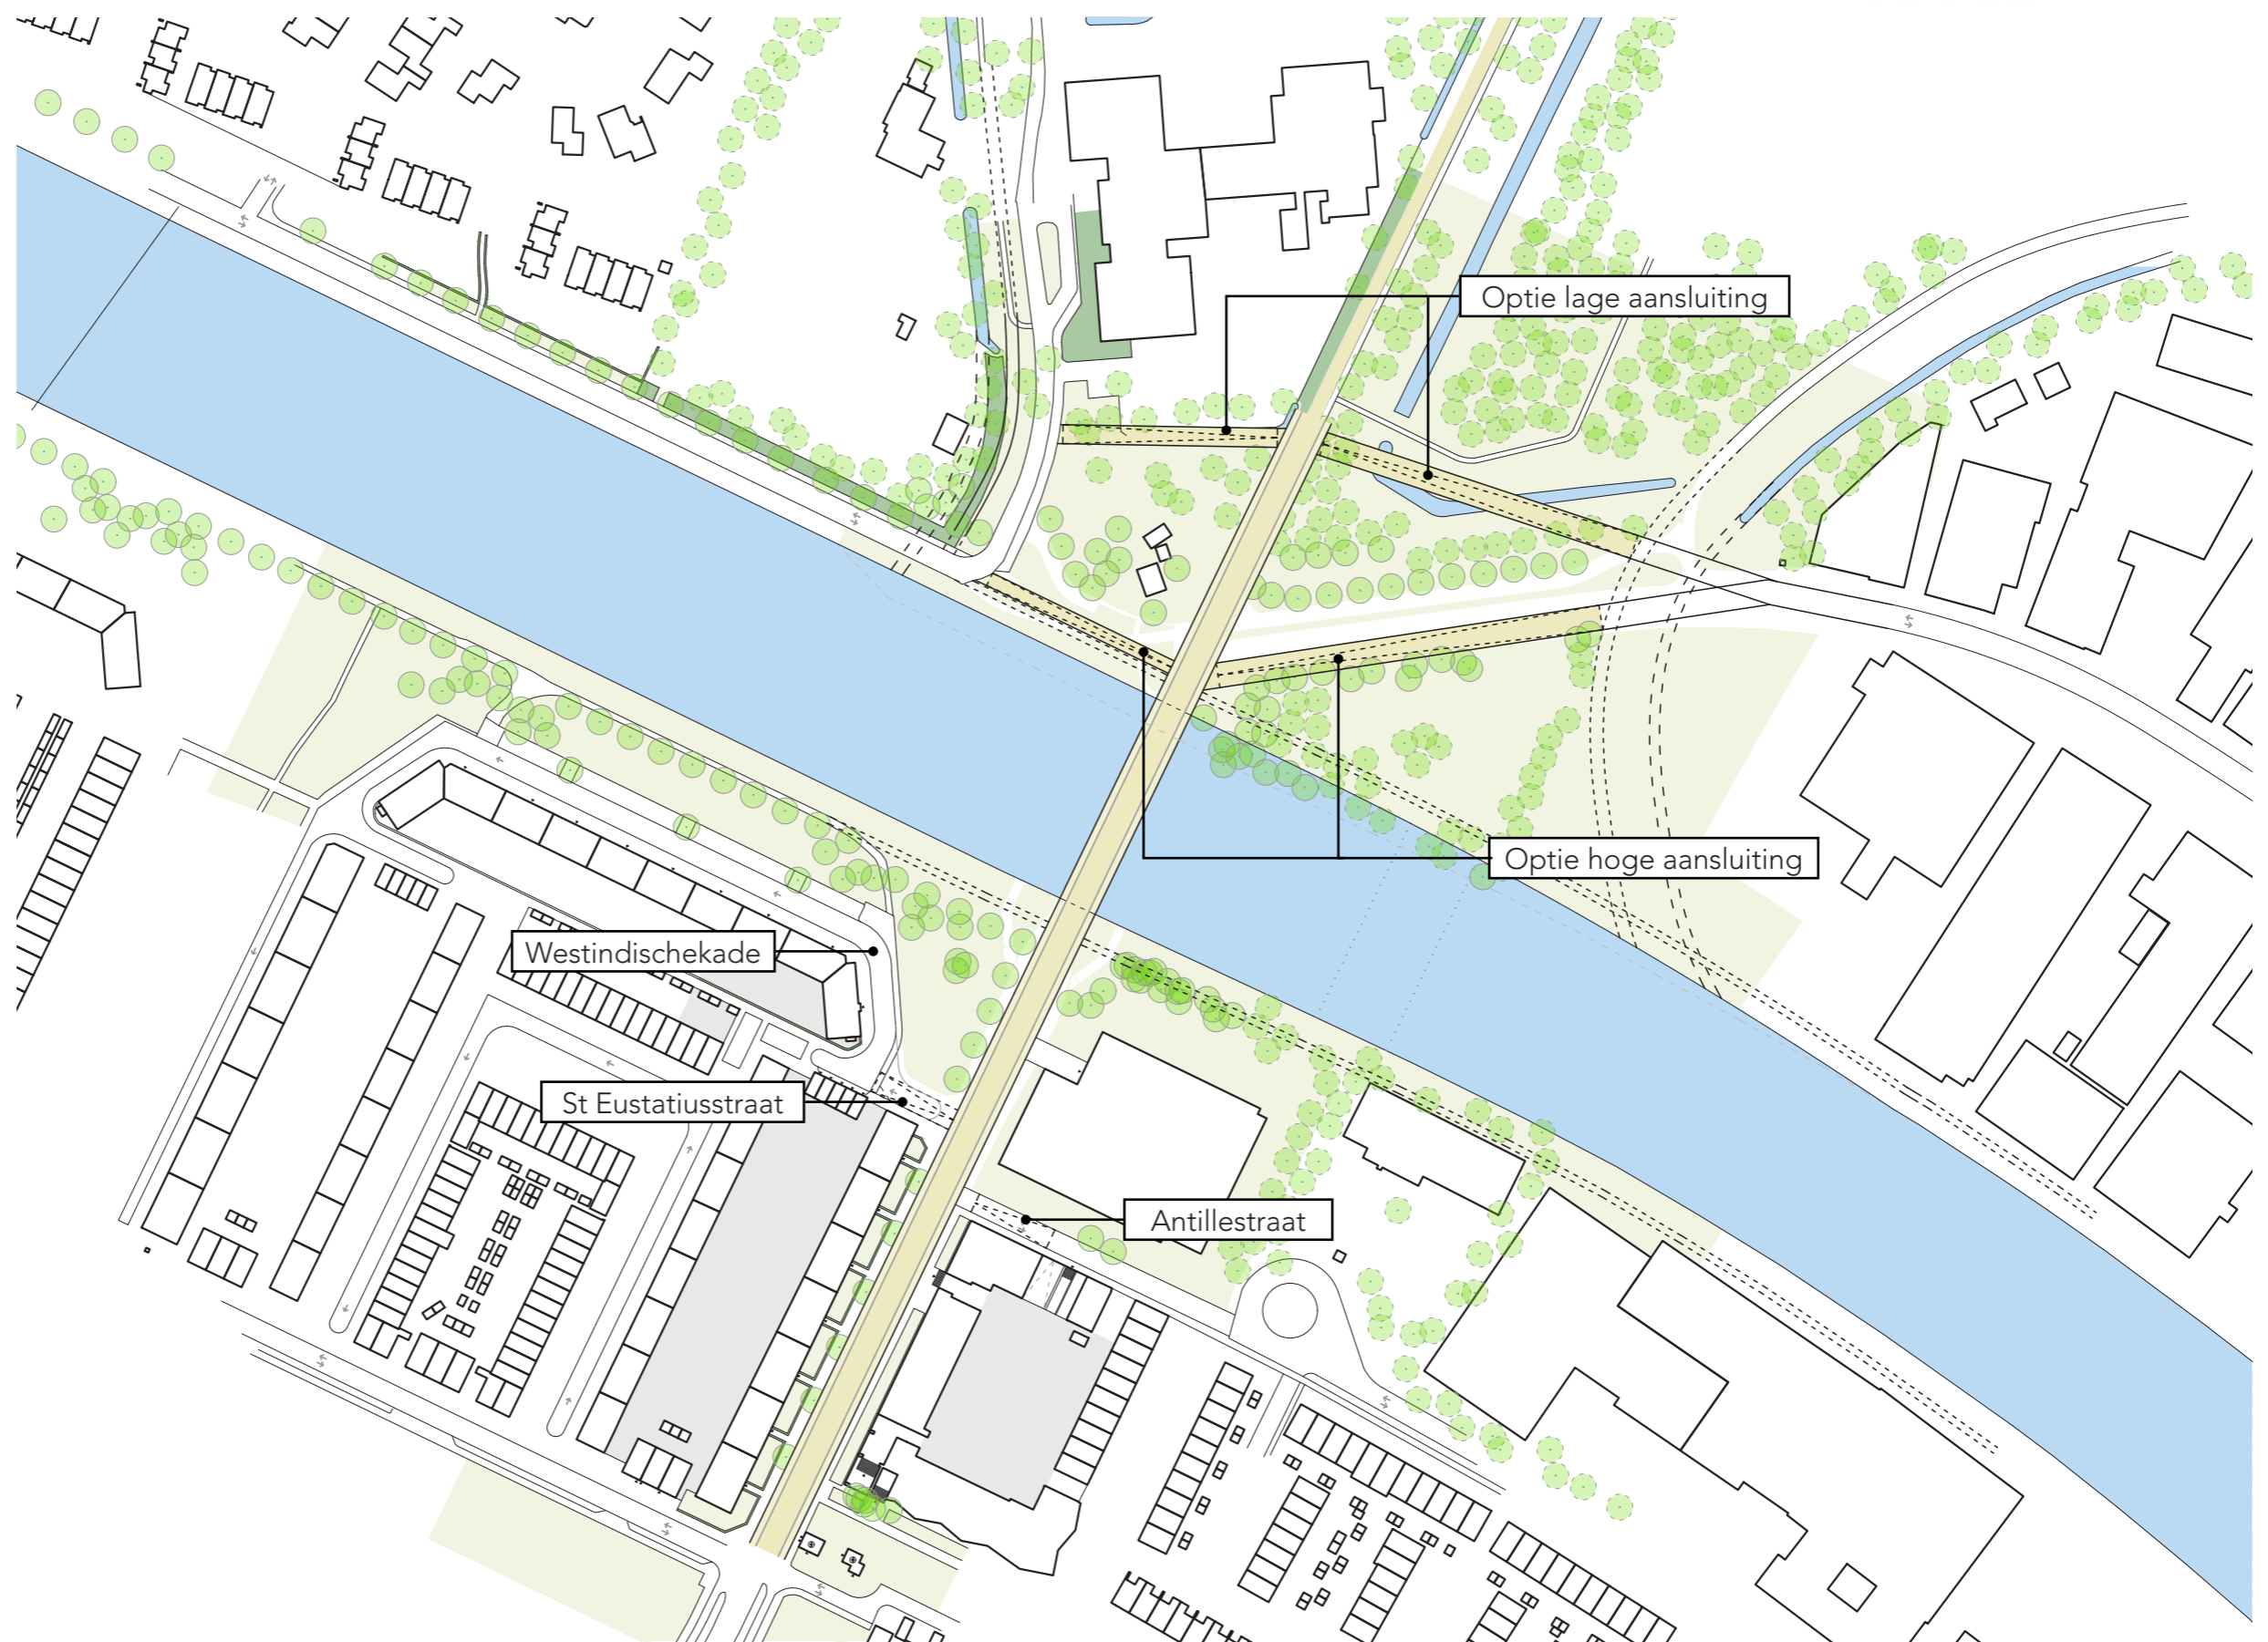 Optie lage aansluiting
Optie hoge aansluiting
Westindischekade
St Eustatiusstraat
Antillestraat